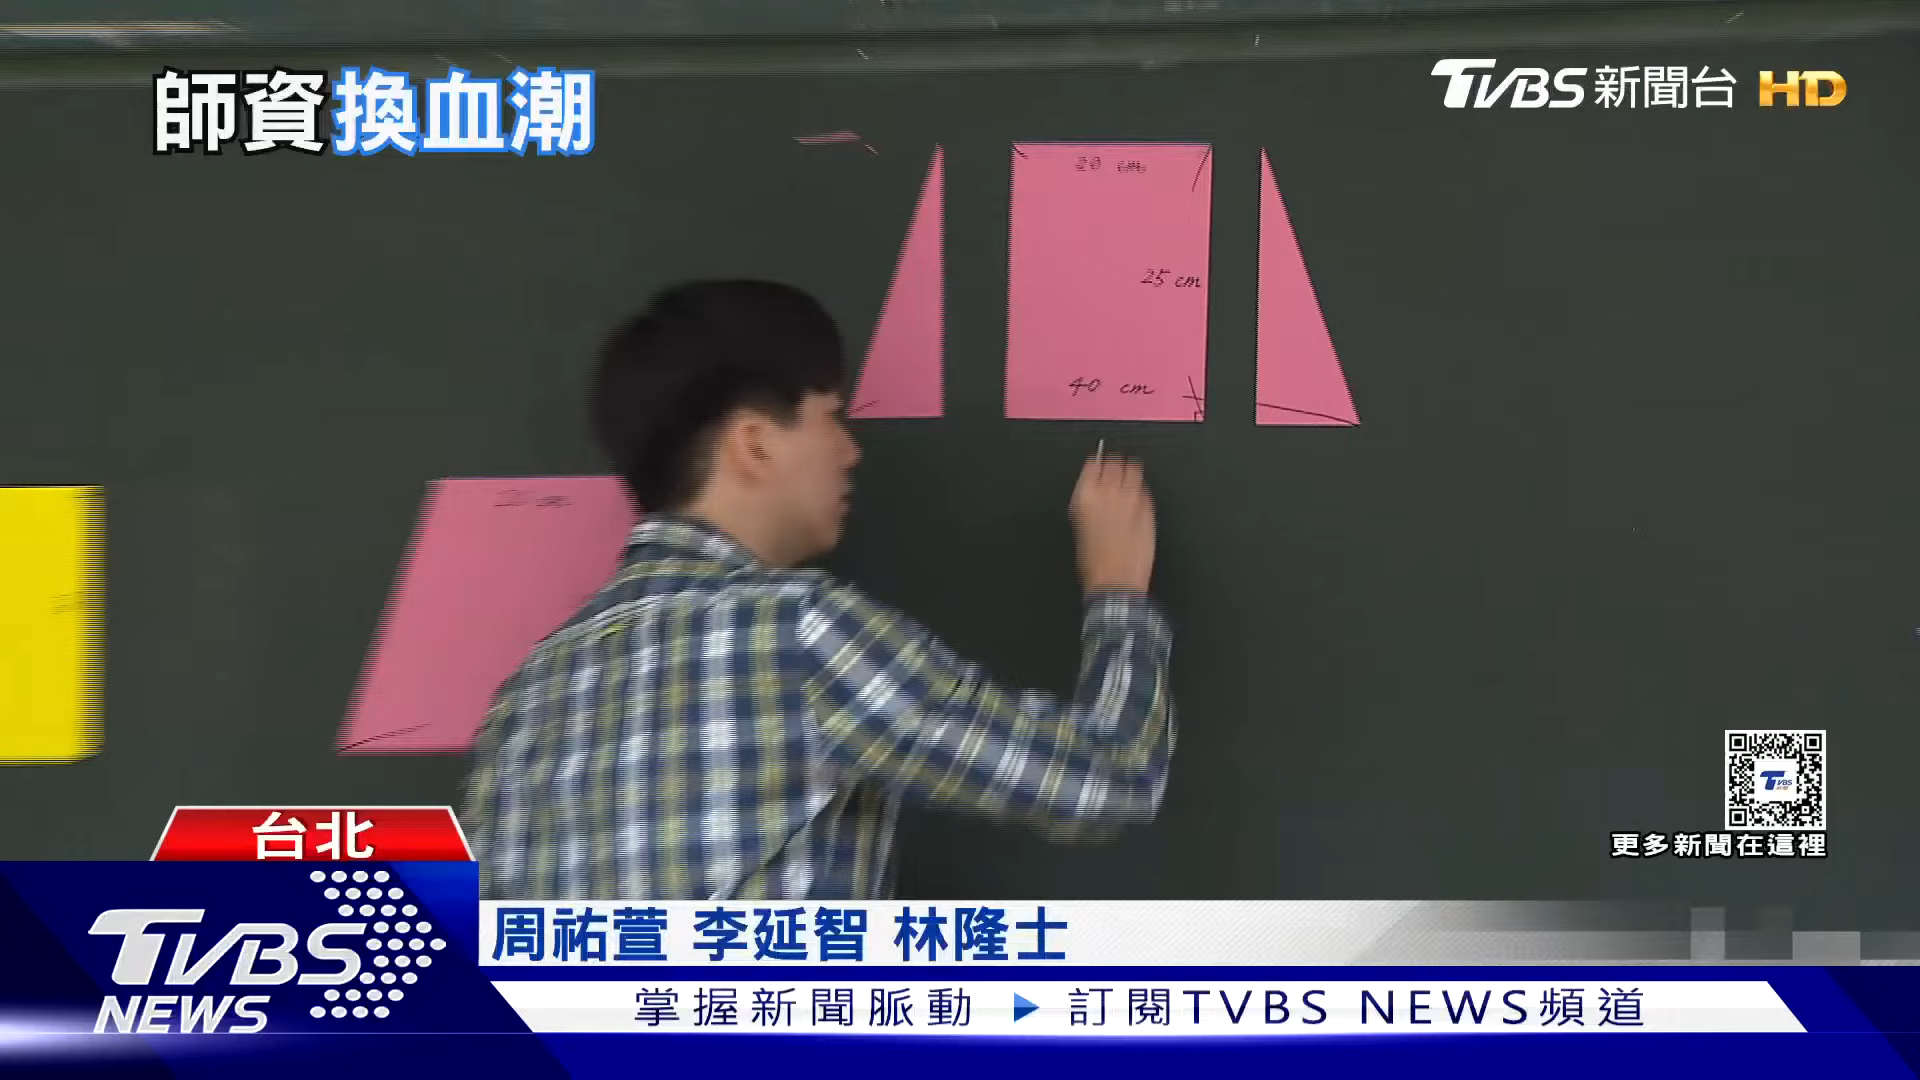 師資換血潮
TVBS新聞台 HD
20 cm
25 cm
40 cm
TVBS
更多新聞在這裡
台北
TVBS NEWS
周祐萱 李延智 林隆士
掌握新聞脈動 訂閱TVBS NEWS頻道